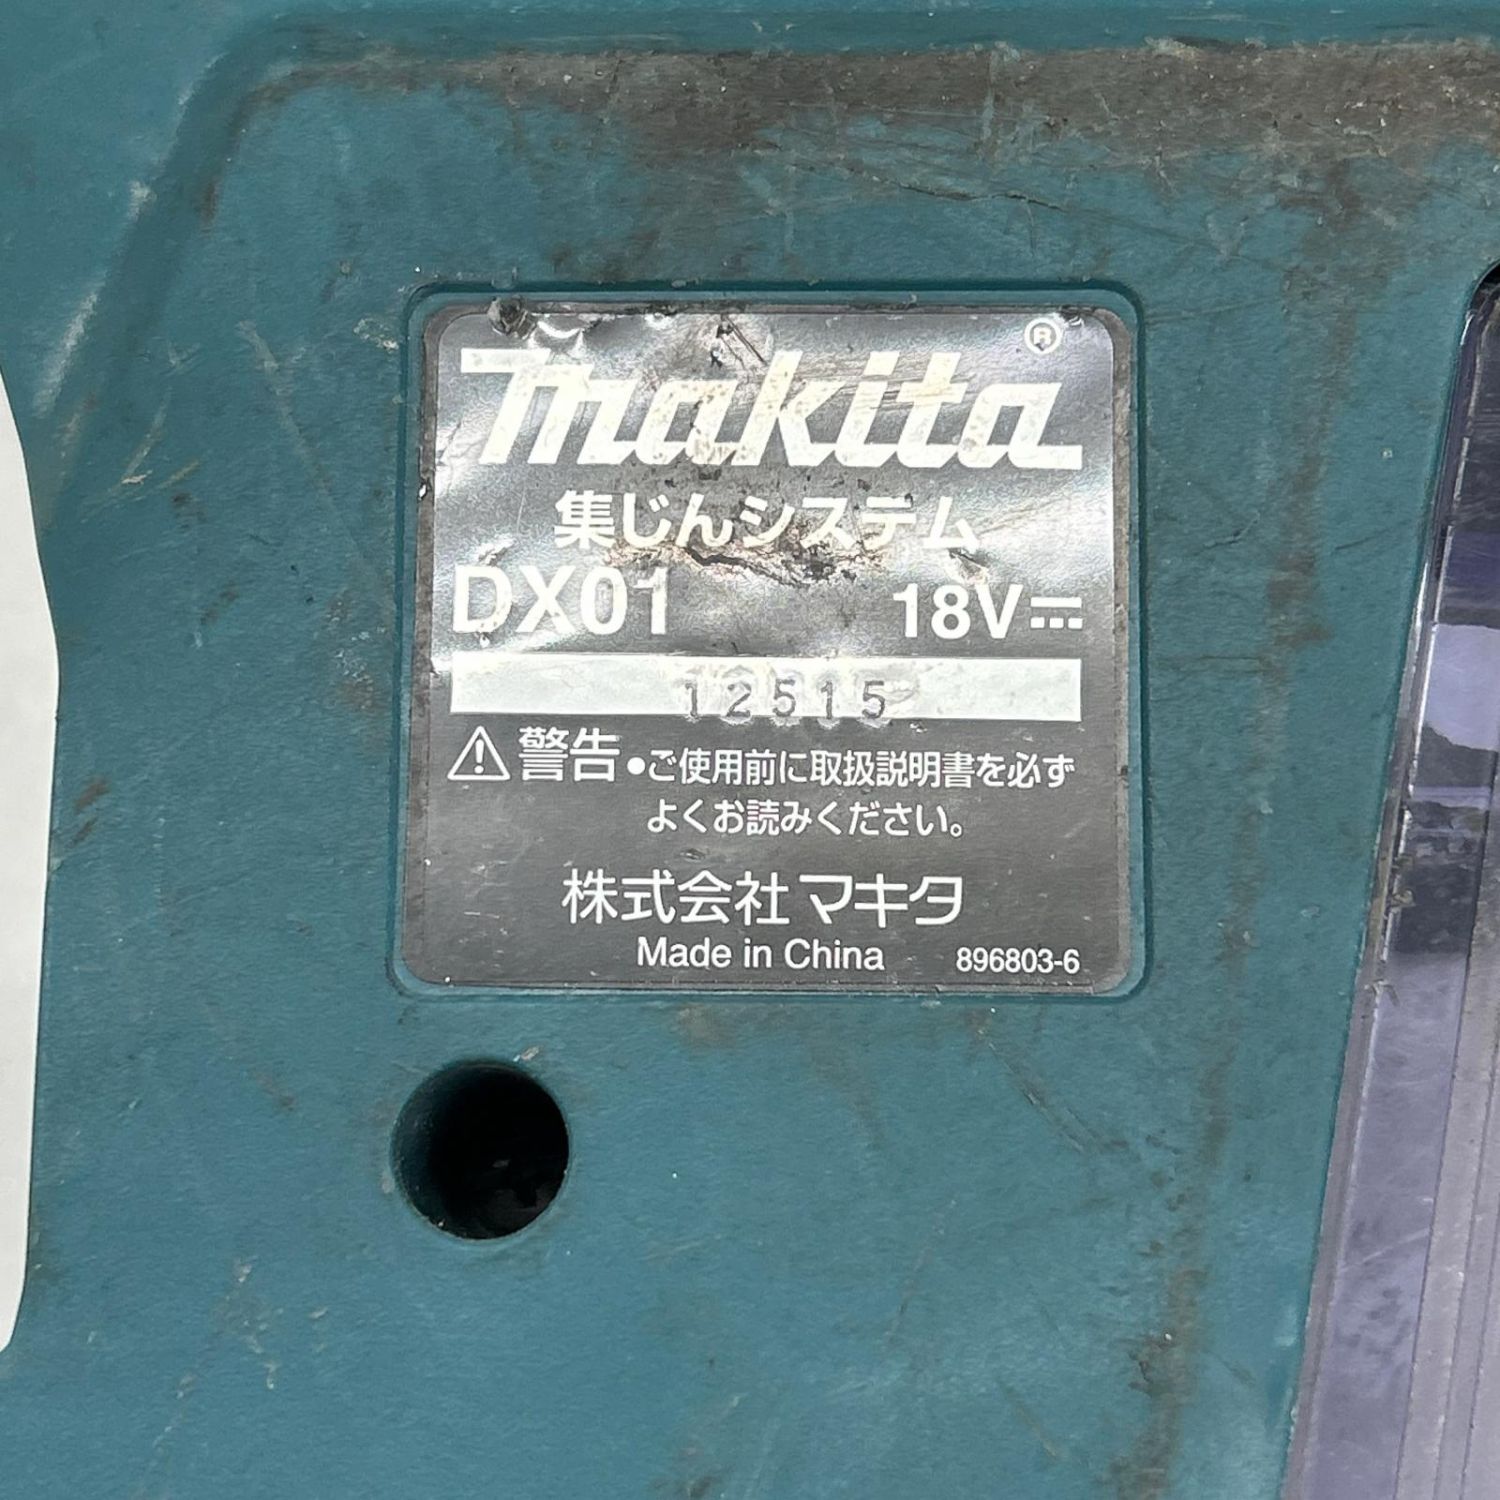 makita®
集じんシステム
DX01 18V⎓
12515
⚠警告 •ご使用前に取扱説明書を必ず
よくお読みください。
株式会社マキタ
Made in China 896803-6